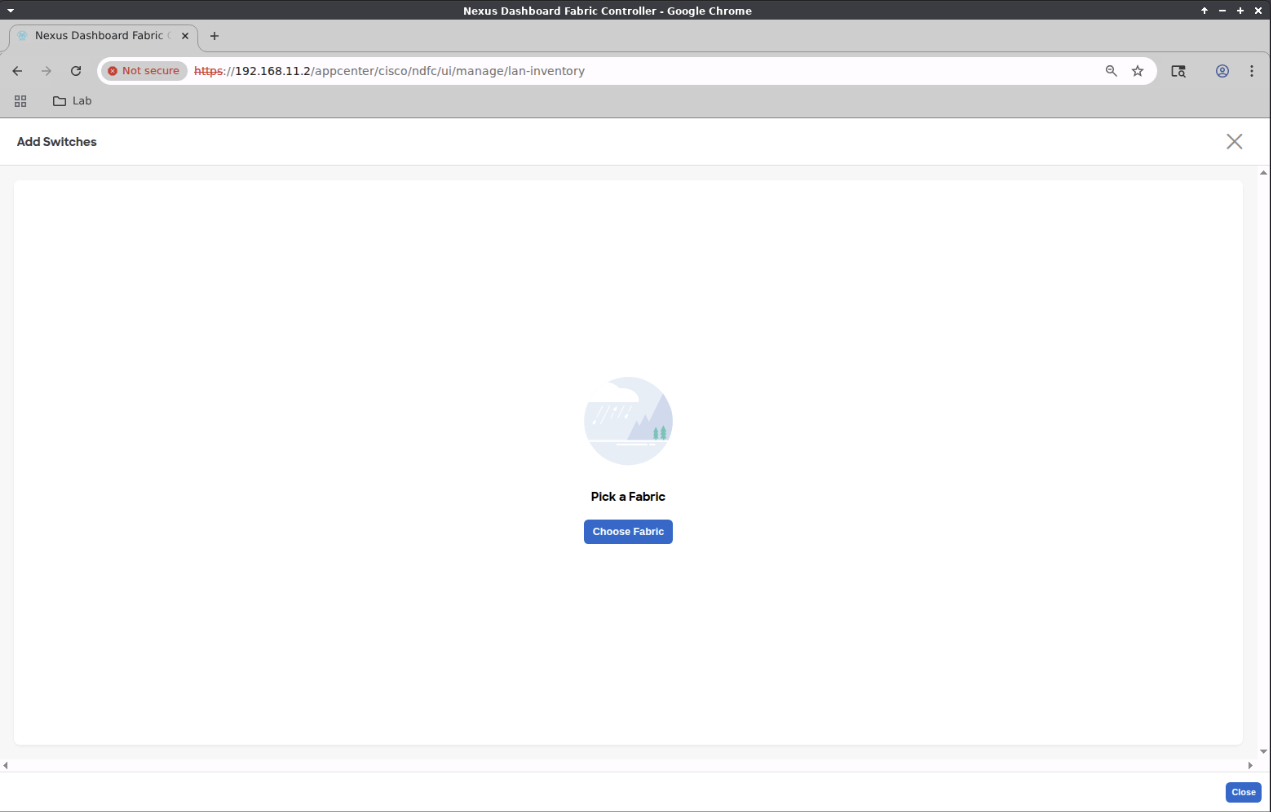 Nexus Dashboard Fabric Controller - Google Chrome
Nexus Dashboard Fabric
Not secure https://192.168.11.2/appcenter/cisco/ndfc/ui/manage/lan-inventory
Lab
Add Switches
Pick a Fabric
Choose Fabric
Close